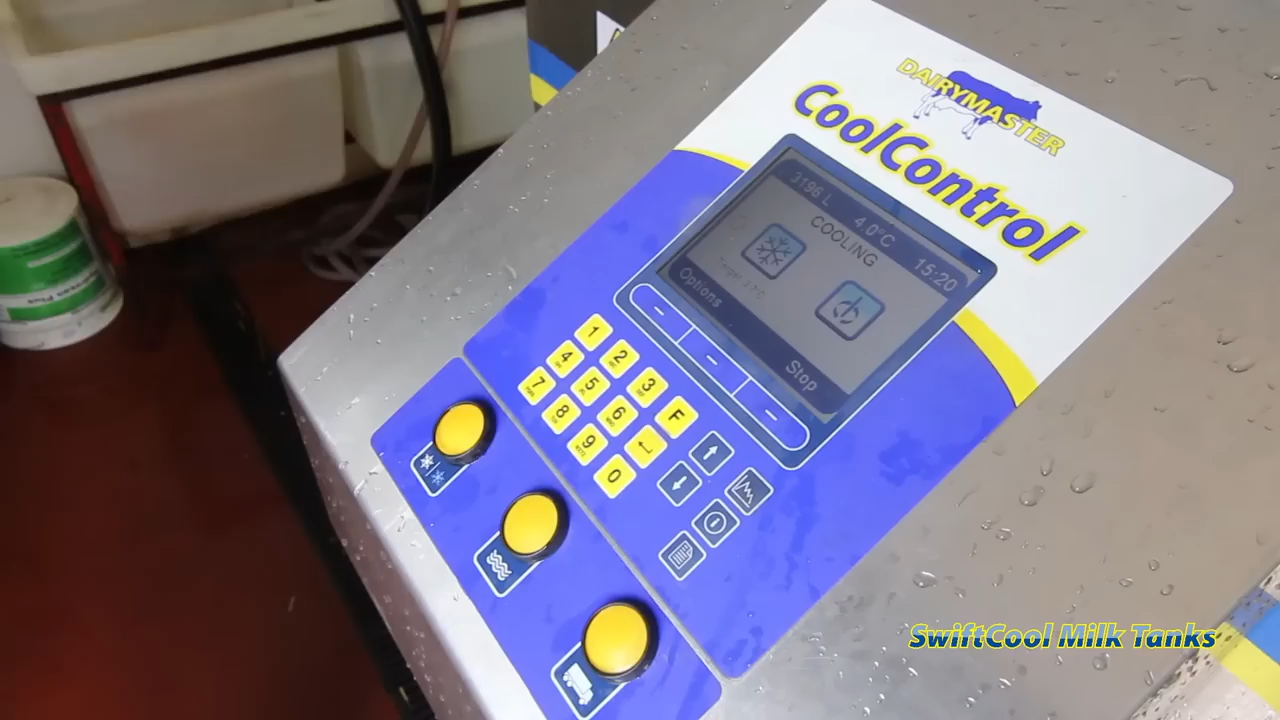 DAIRYMASTER
CoolControl
3196 L 4.0°C 15:20
COOLING
Options
Stop
1
2
3
F
4
5
6
7
8
9
0
SwiftCool Milk Tanks